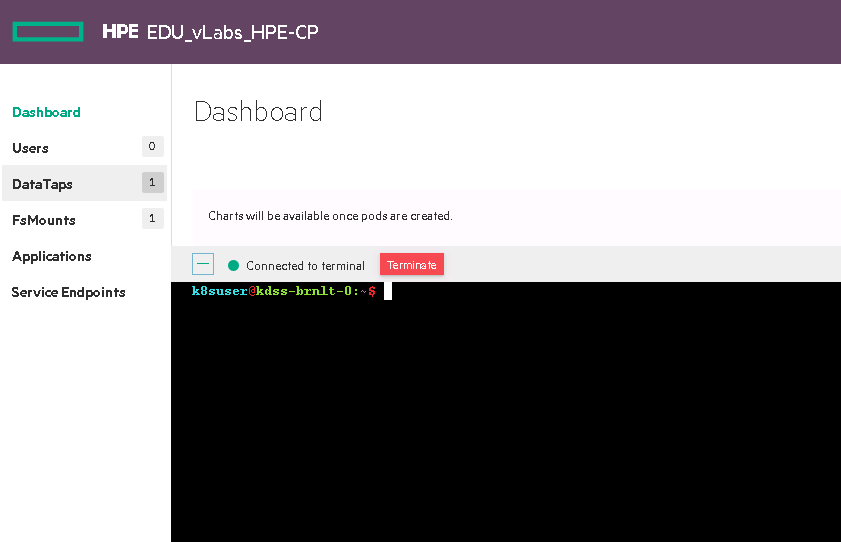 HPE EDU_vLabs_HPE-CP
Dashboard
Users 0
DataTaps 1
FsMounts 1
Applications
Service Endpoints
Dashboard
Charts will be available once pods are created.
Connected to terminal Terminate
k8suser@kdss-brnlt-0:~$